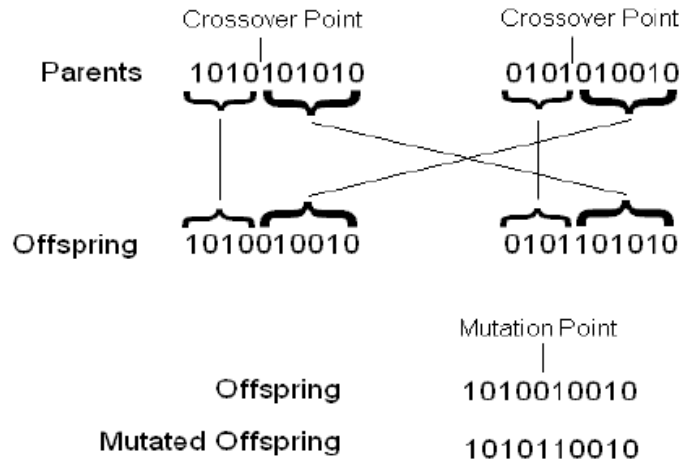 Crossover Point Crossover Point
Parents 1010101010 0101010010
Offspring 1010010010 0101101010
Mutation Point
Offspring 1010010010
Mutated Offspring 1010110010